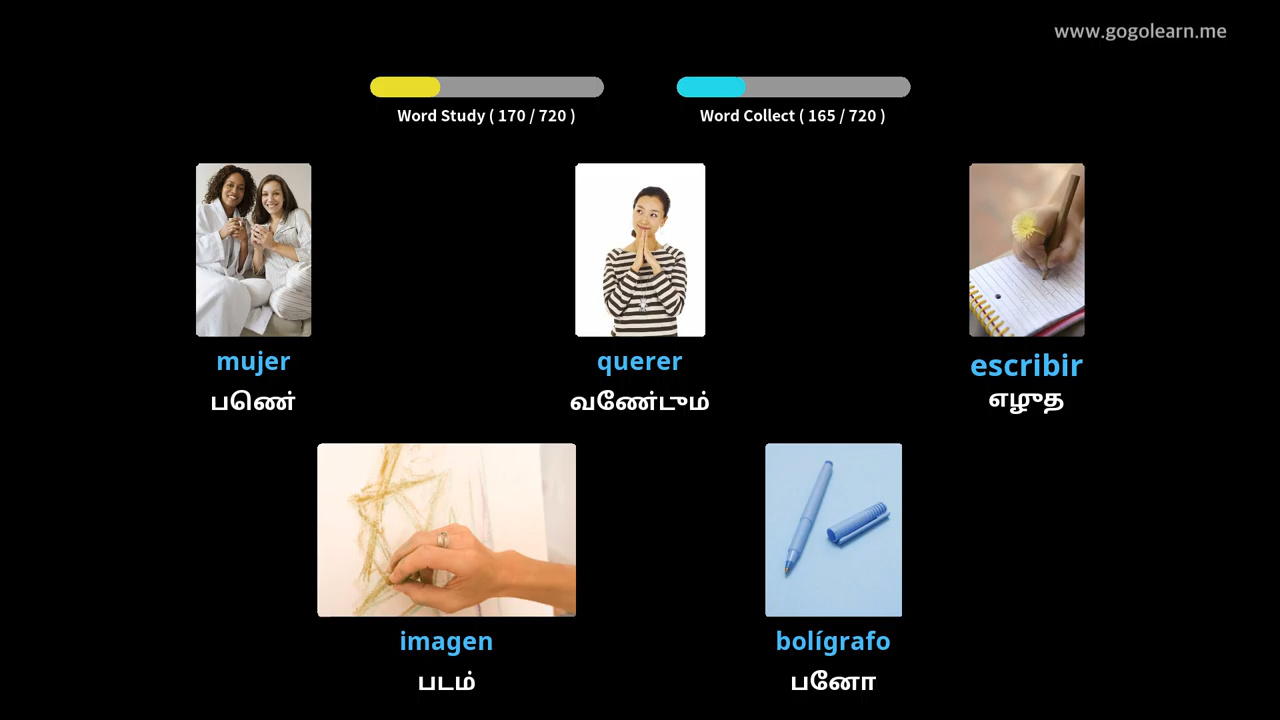 www.gogolearn.me
Word Study ( 170 / 720 )
Word Collect ( 165 / 720 )
mujer
பெண்
querer
வேண்டும்
escribir
எழுத
imagen
படம்
bolígrafo
பேனா